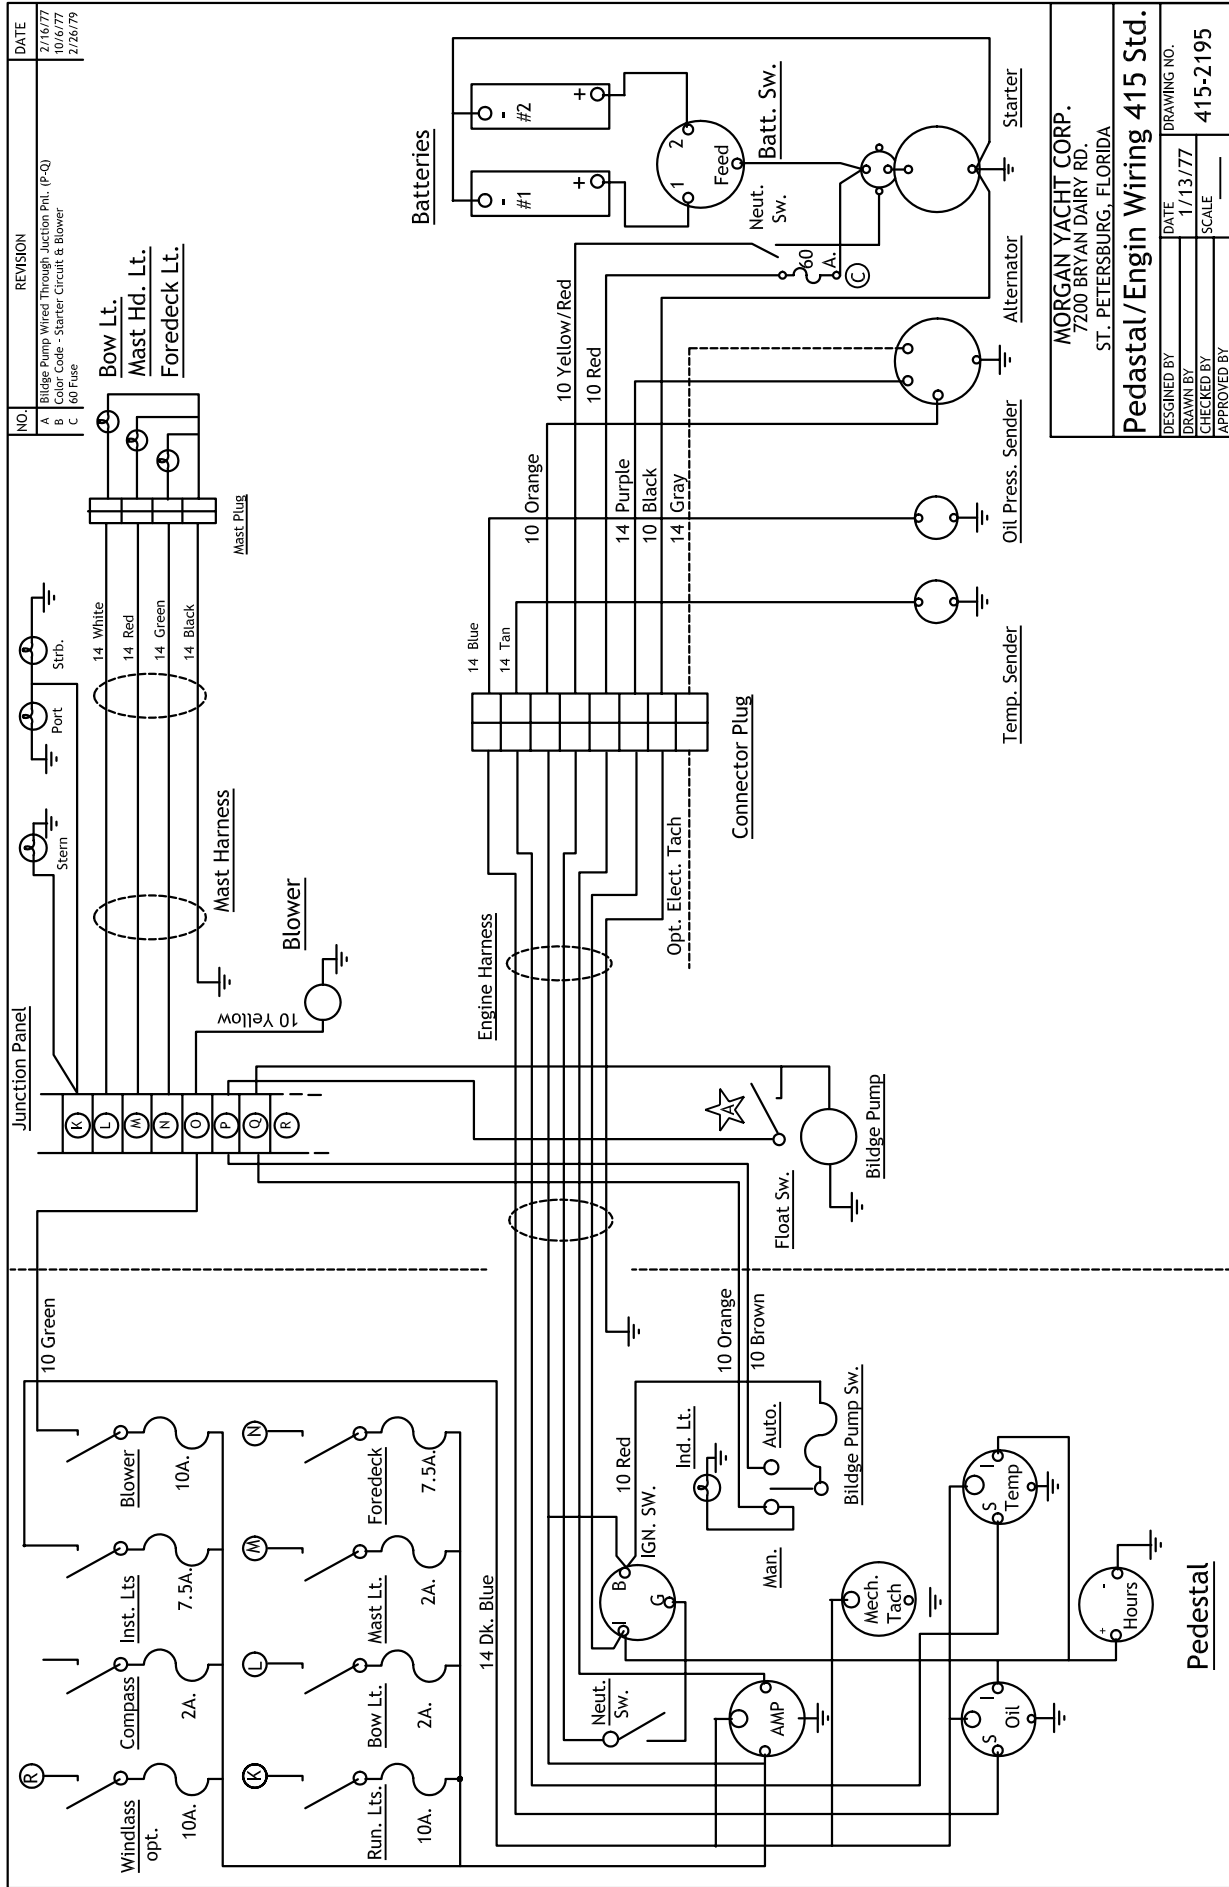 NO.
REVISION
DATE
A
Bildge Pump Wired Through Juction Pnl. (P-Q)
2/16/77
B
Color Code - Starter Circuit & Blower
10/6/77
C
60 Fuse
2/26/79
Junction Panel
Stern
Port
Strb.
Bow Lt.
Mast Hd. Lt.
Foredeck Lt.
14 White
14 Red
14 Green
14 Black
Mast Plug
Mast Harness
Blower
10 Yellow
K
L
M
N
O
P
Q
R
10 Green
Blower
10A.
Inst. Lts
7.5A.
Compass
2A.
R
Windlass
opt.
10A.
N
Foredeck
7.5A.
M
Mast Lt.
2A.
L
Bow Lt.
2A.
K
Run. Lts.
10A.
14 Dk. Blue
Batteries
- #1 +
- #2 +
1
2
Feed
Batt. Sw.
Neut.
Sw.
60
A.
C
Starter
Alternator
Oil Press. Sender
Temp. Sender
10 Yellow/Red
10 Red
10 Orange
14 Purple
10 Black
14 Gray
14 Blue
14 Tan
Connector Plug
Engine Harness
Opt. Elect. Tach
A
Float Sw.
Bildge Pump
10 Orange
10 Brown
10 Red
IGN. SW.
B
I
G
Ind. Lt.
Auto.
Man.
Bildge Pump Sw.
Neut.
Sw.
AMP
Mech.
Tach
S
I
Temp
S
I
Oil
+
-
Hours
Pedestal
MORGAN YACHT CORP.
7200 BRYAN DAIRY RD.
ST. PETERSBURG, FLORIDA
Pedastal/Engin Wiring 415 Std.
DESGINED BY
DRAWN BY
CHECKED BY
APPROVED BY
DATE
1/13/77
SCALE
DRAWING NO.
415-2195